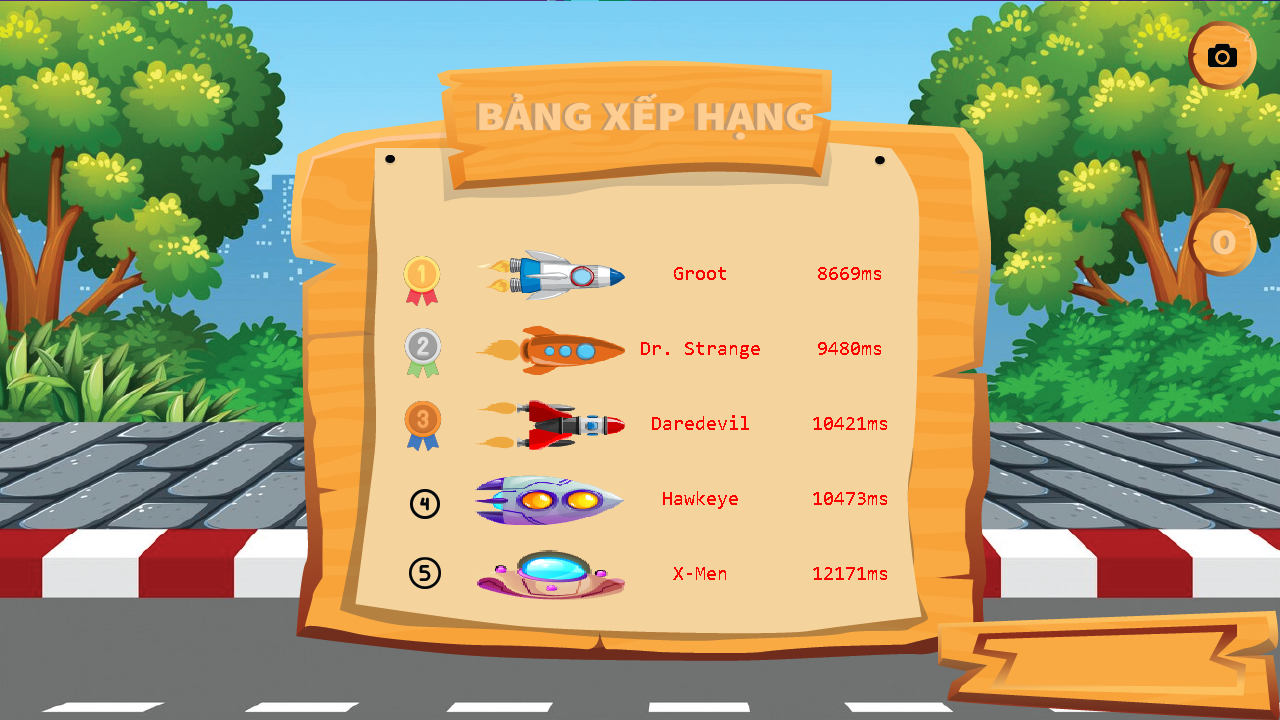 BẢNG XẾP HẠNG
O
1 Groot 8669ms
2 Dr. Strange 9480ms
3 Daredevil 10421ms
4 Hawkeye 10473ms
5 X-Men 12171ms